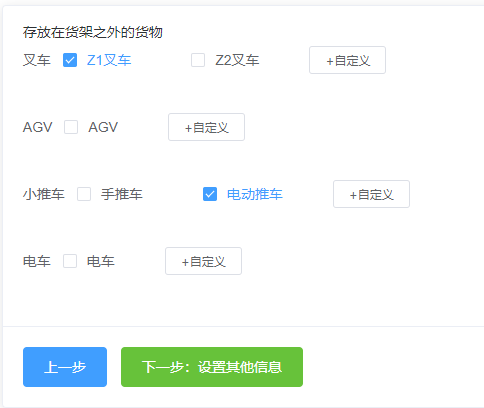 存放在货架之外的货物
叉车 Z1叉车 Z2叉车 +自定义
AGV AGV +自定义
小推车 手推车 电动推车 +自定义
电车 电车 +自定义
上一步 下一步：设置其他信息